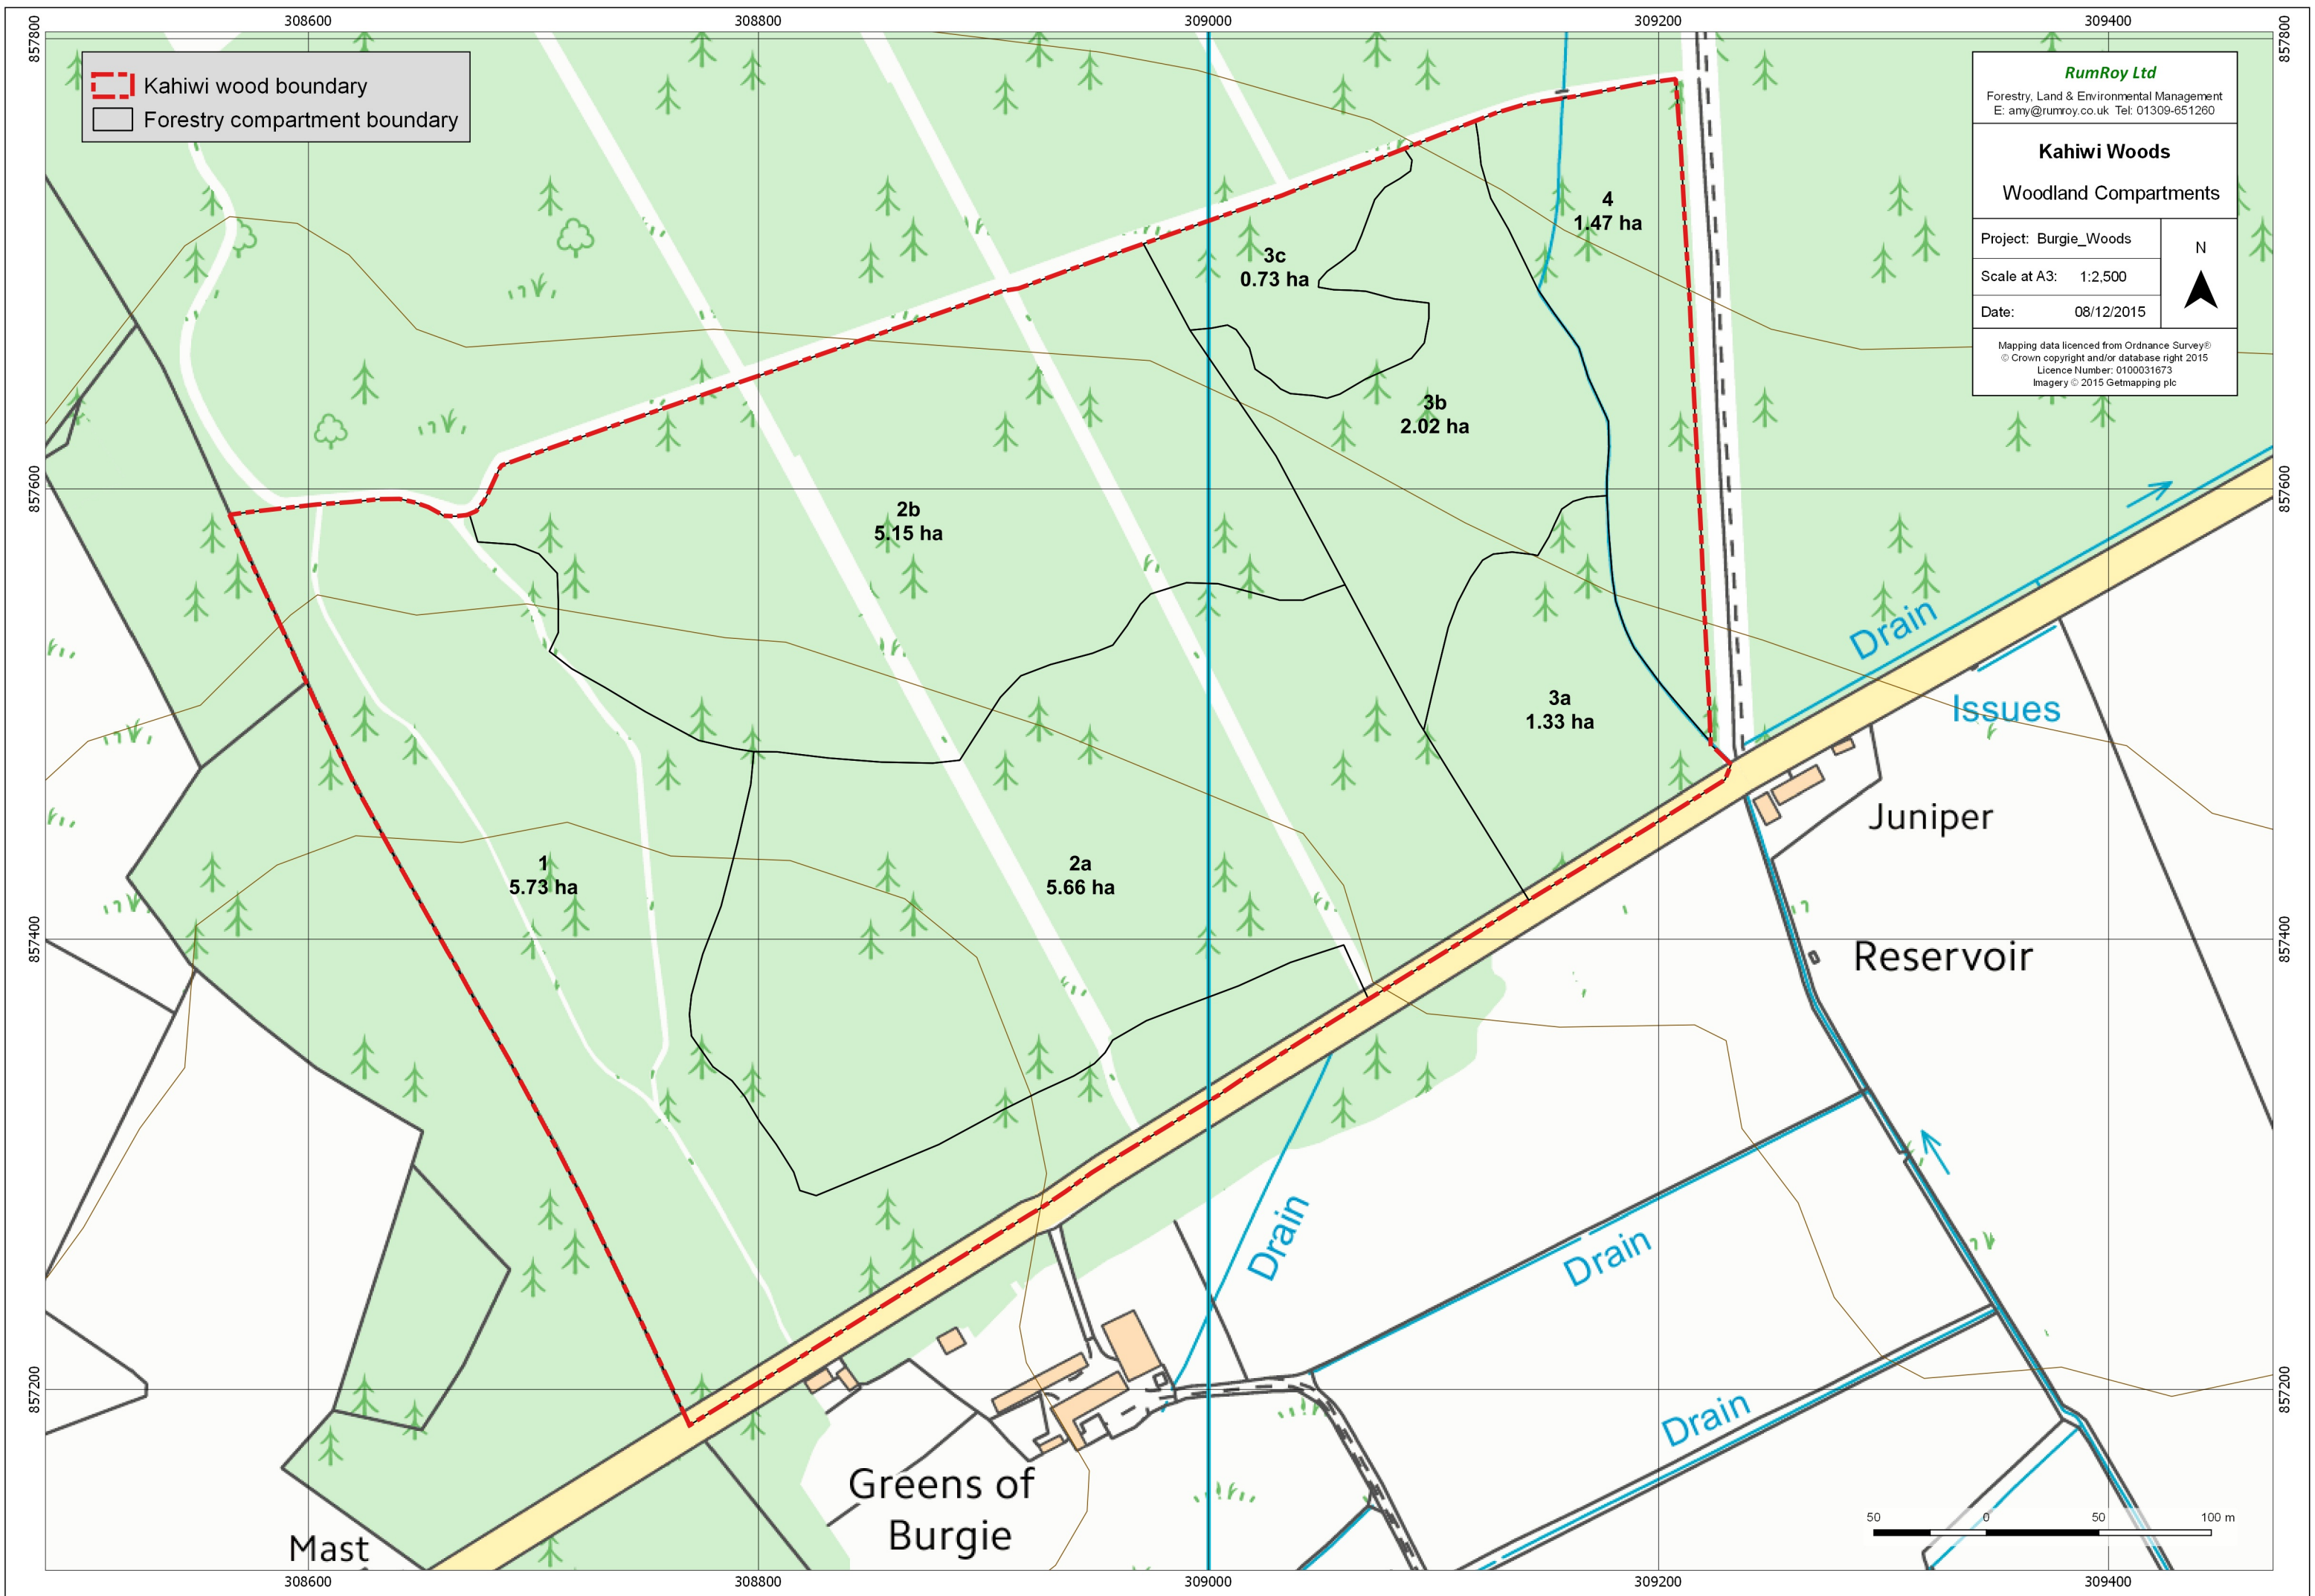 308600
308800
309000
309200
309400
857800
857800
Kahiwi wood boundary
Forestry compartment boundary
RumRoy Ltd
Forestry, Land & Environmental Management
E: amy@rumroy.co.uk Tel: 01309-651260
Kahiwi Woods
Woodland Compartments
Project: Burgie_Woods
Scale at A3: 1:2,500
Date: 08/12/2015
N
Mapping data licenced from Ordnance Survey®
© Crown copyright and/or database right 2015
Licence Number: 0100031673
Imagery © 2015 Getmapping plc
4
1.47 ha
3c
0.73 ha
3b
2.02 ha
857600
857600
2b
5.15 ha
Drain
3a
1.33 ha
Issues
Juniper
1
5.73 ha
2a
5.66 ha
857400
857400
Reservoir
Drain
Drain
857200
857200
Drain
Greens of
Burgie
Mast
50 0 50 100 m
308600
308800
309000
309200
309400